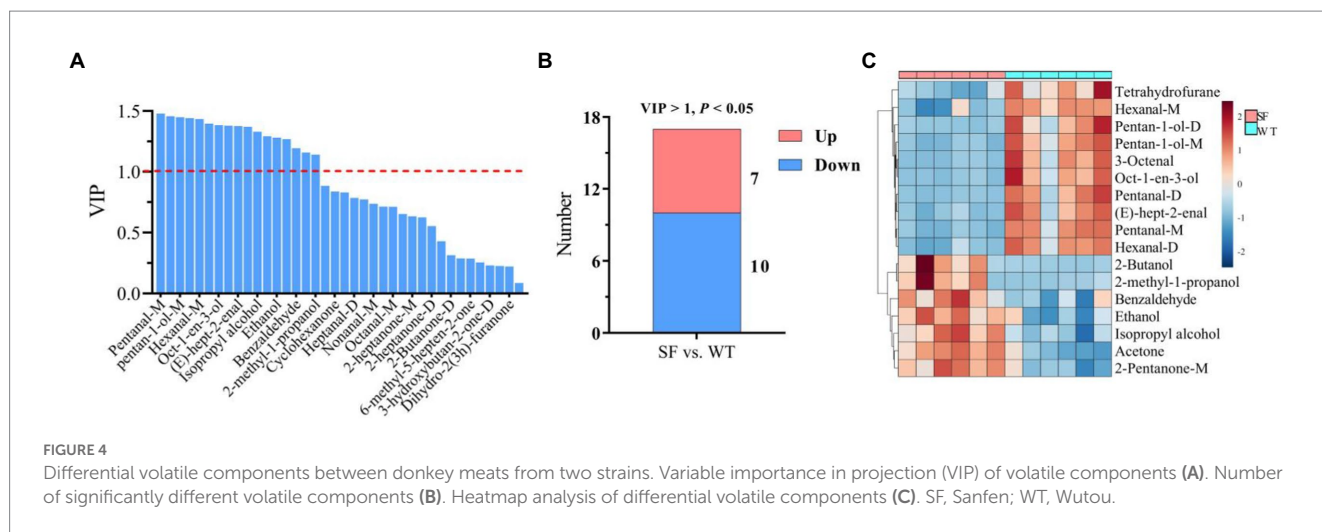 A
VIP
1.5
1.0
0.5
0.0
Pentanal-M
pentan-1-ol-M
Hexanal-M
Oct-1-en-3-ol
(E)-hept-2-enal
Isopropyl alcohol
Ethanol
Benzaldehyde
2-methyl-1-propanol
Cyclohexanone
Heptanal-D
Nonanal-M
Octanal-M
2-heptanone-M
2-heptanone-D
2-Butanone-D
6-methyl-5-hepten-2-one
3-hydroxybutan-2-one-D
Dihydro-2(3h)-furanone
B
VIP > 1, P < 0.05
Number
18
12
6
0
Up
Down
7
10
SF vs. WT
C
Tetrahydrofurane
Hexanal-M
Pentan-1-ol-D
Pentan-1-ol-M
3-Octenal
Oct-1-en-3-ol
Pentanal-D
(E)-hept-2-enal
Pentanal-M
Hexanal-D
2-Butanol
2-methyl-1-propanol
Benzaldehyde
Ethanol
Isopropyl alcohol
Acetone
2-Pentanone-M
2
1
0
-1
-2
SF
WT
FIGURE 4
Differential volatile components between donkey meats from two strains. Variable importance in projection (VIP) of volatile components (A). Number
of significantly different volatile components (B). Heatmap analysis of differential volatile components (C). SF, Sanfen; WT, Wutou.